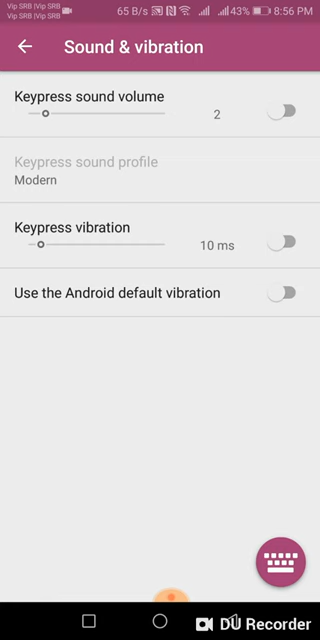 Vip SRB |Vip SRB
Vip SRB |Vip SRB
65 B/s 43% 8:56 PM
Sound & vibration
Keypress sound volume
2
Keypress sound profile
Modern
Keypress vibration
10 ms
Use the Android default vibration
DU Recorder